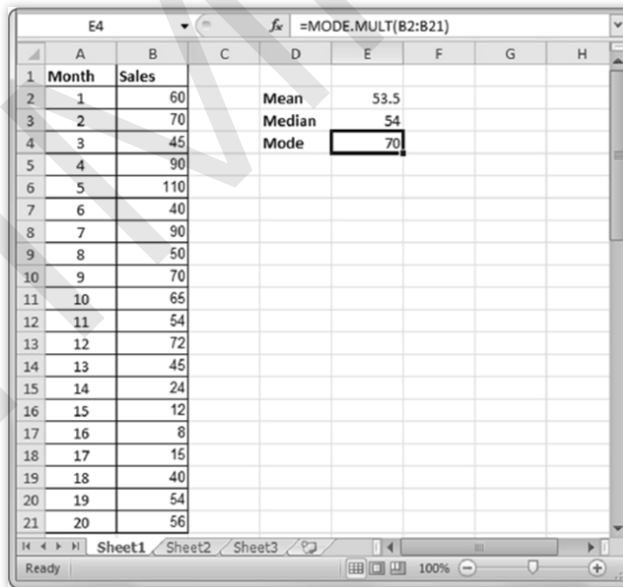 E4 fx =MODE.MULT(B2:B21)
A B C D E F G H
1 Month Sales
2 1 60 Mean 53.5
3 2 70 Median 54
4 3 45 Mode 70
5 4 90
6 5 110
7 6 40
8 7 90
9 8 50
10 9 70
11 10 65
12 11 54
13 12 72
14 13 45
15 14 24
16 15 12
17 16 8
18 17 15
19 18 40
20 19 54
21 20 56
Sheet1 Sheet2 Sheet3
Ready 100%